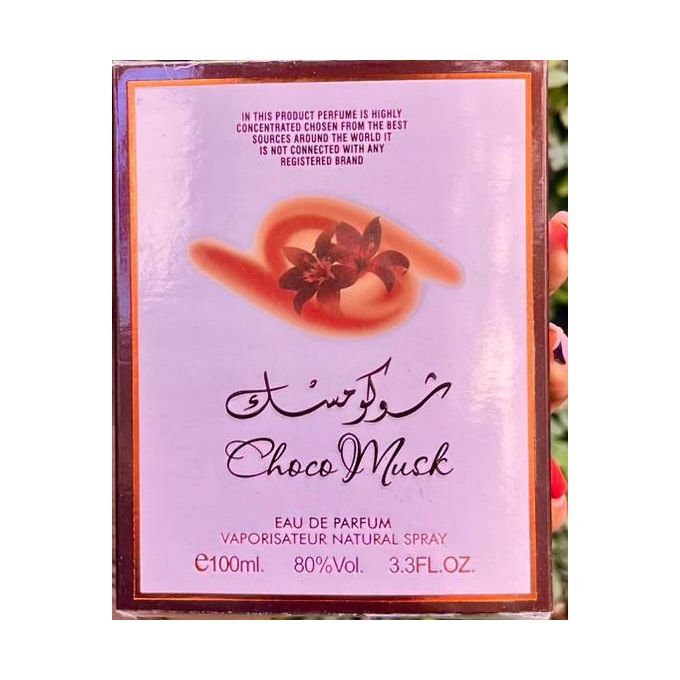 IN THIS PRODUCT PERFUME IS HIGHLY
CONCENTRATED CHOSEN FROM THE BEST
SOURCES AROUND THE WORLD IT
IS NOT CONNECTED WITH ANY
REGISTERED BRAND
شوكو مسك
Choco Musk
EAU DE PARFUM
VAPORISATEUR NATURAL SPRAY
e100ml. 80%Vol. 3.3FL.OZ.